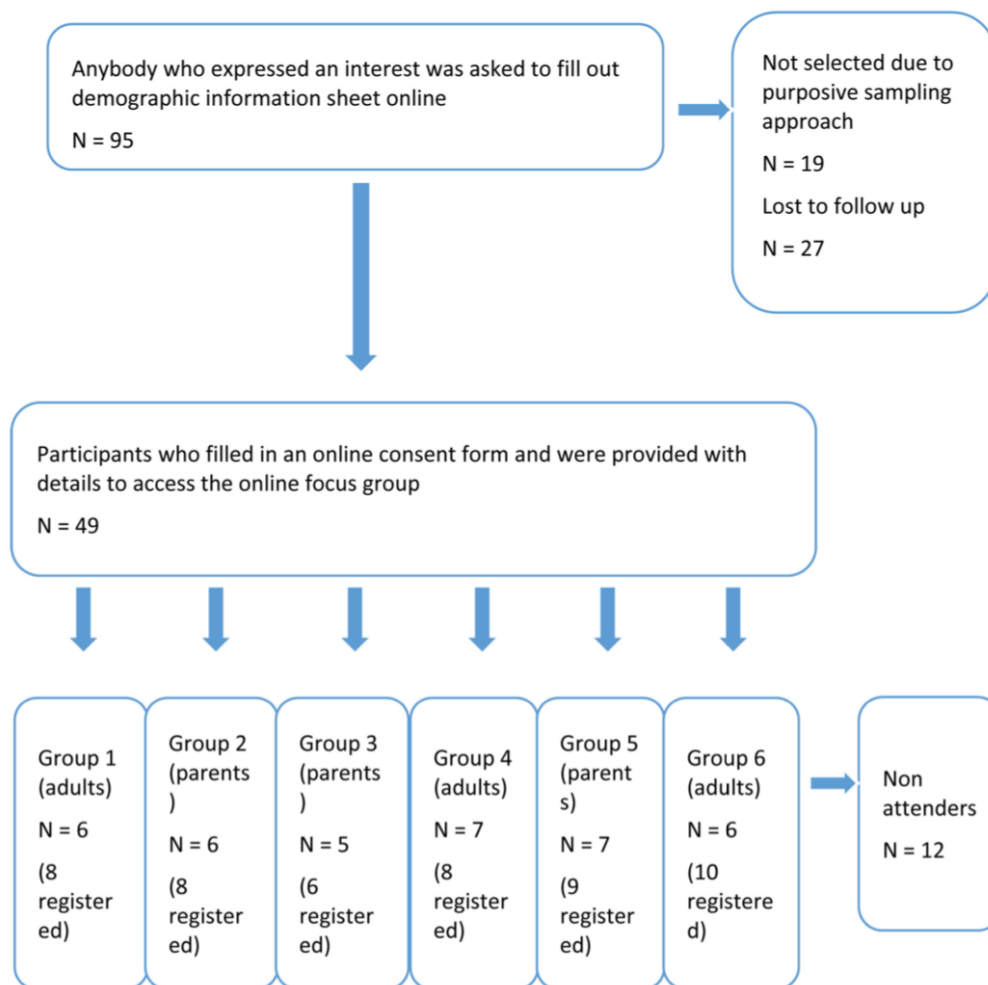 Anybody who expressed an interest was asked to fill out
demographic information sheet online
N = 95
Not selected due to
purposive sampling
approach
N = 19
Lost to follow up
N = 27
Participants who filled in an online consent form and were provided with
details to access the online focus group
N = 49
Group 1
(adults)
N = 6
(8
register
ed)
Group 2
(parents
)
N = 6
(8
register
ed)
Group 3
(parents
)
N = 5
(6
register
ed)
Group 4
(adults)
N = 7
(8
register
ed)
Group 5
(parent
s)
N = 7
(9
register
ed)
Group 6
(adults)
N = 6
(10
registere
d)
Non
attenders
N = 12